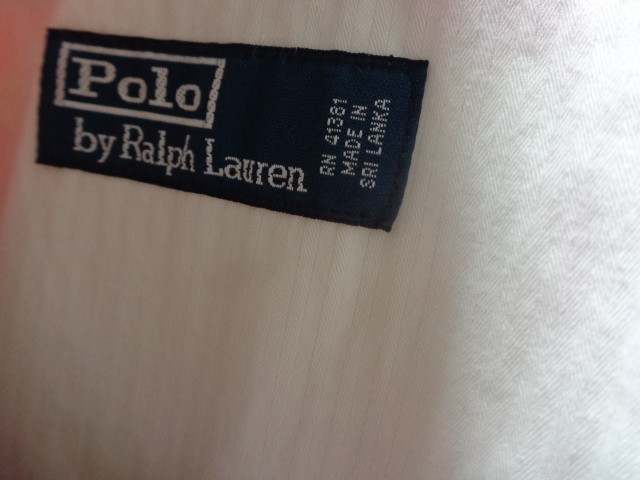 Polo
by Ralph Lauren
RN 41381
MADE IN
SRI LANKA